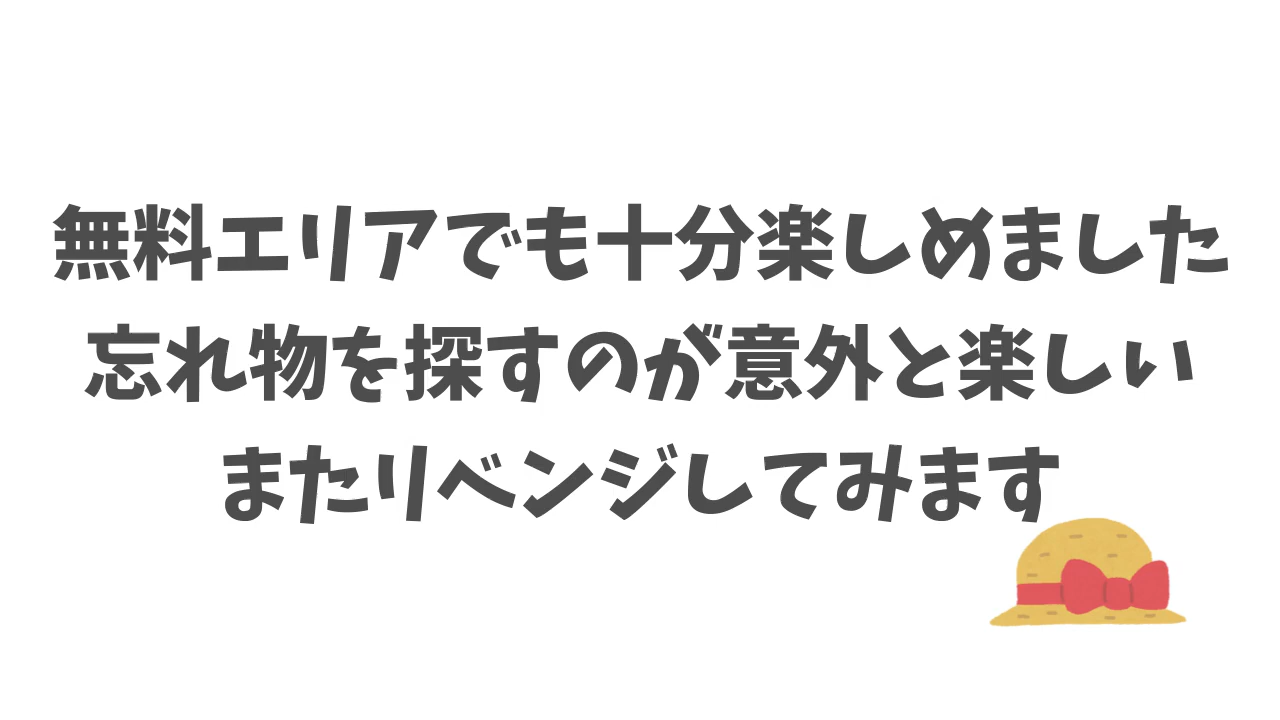 無料エリアでも十分楽しめました
忘れ物を探すのが意外と楽しい
またリベンジしてみます